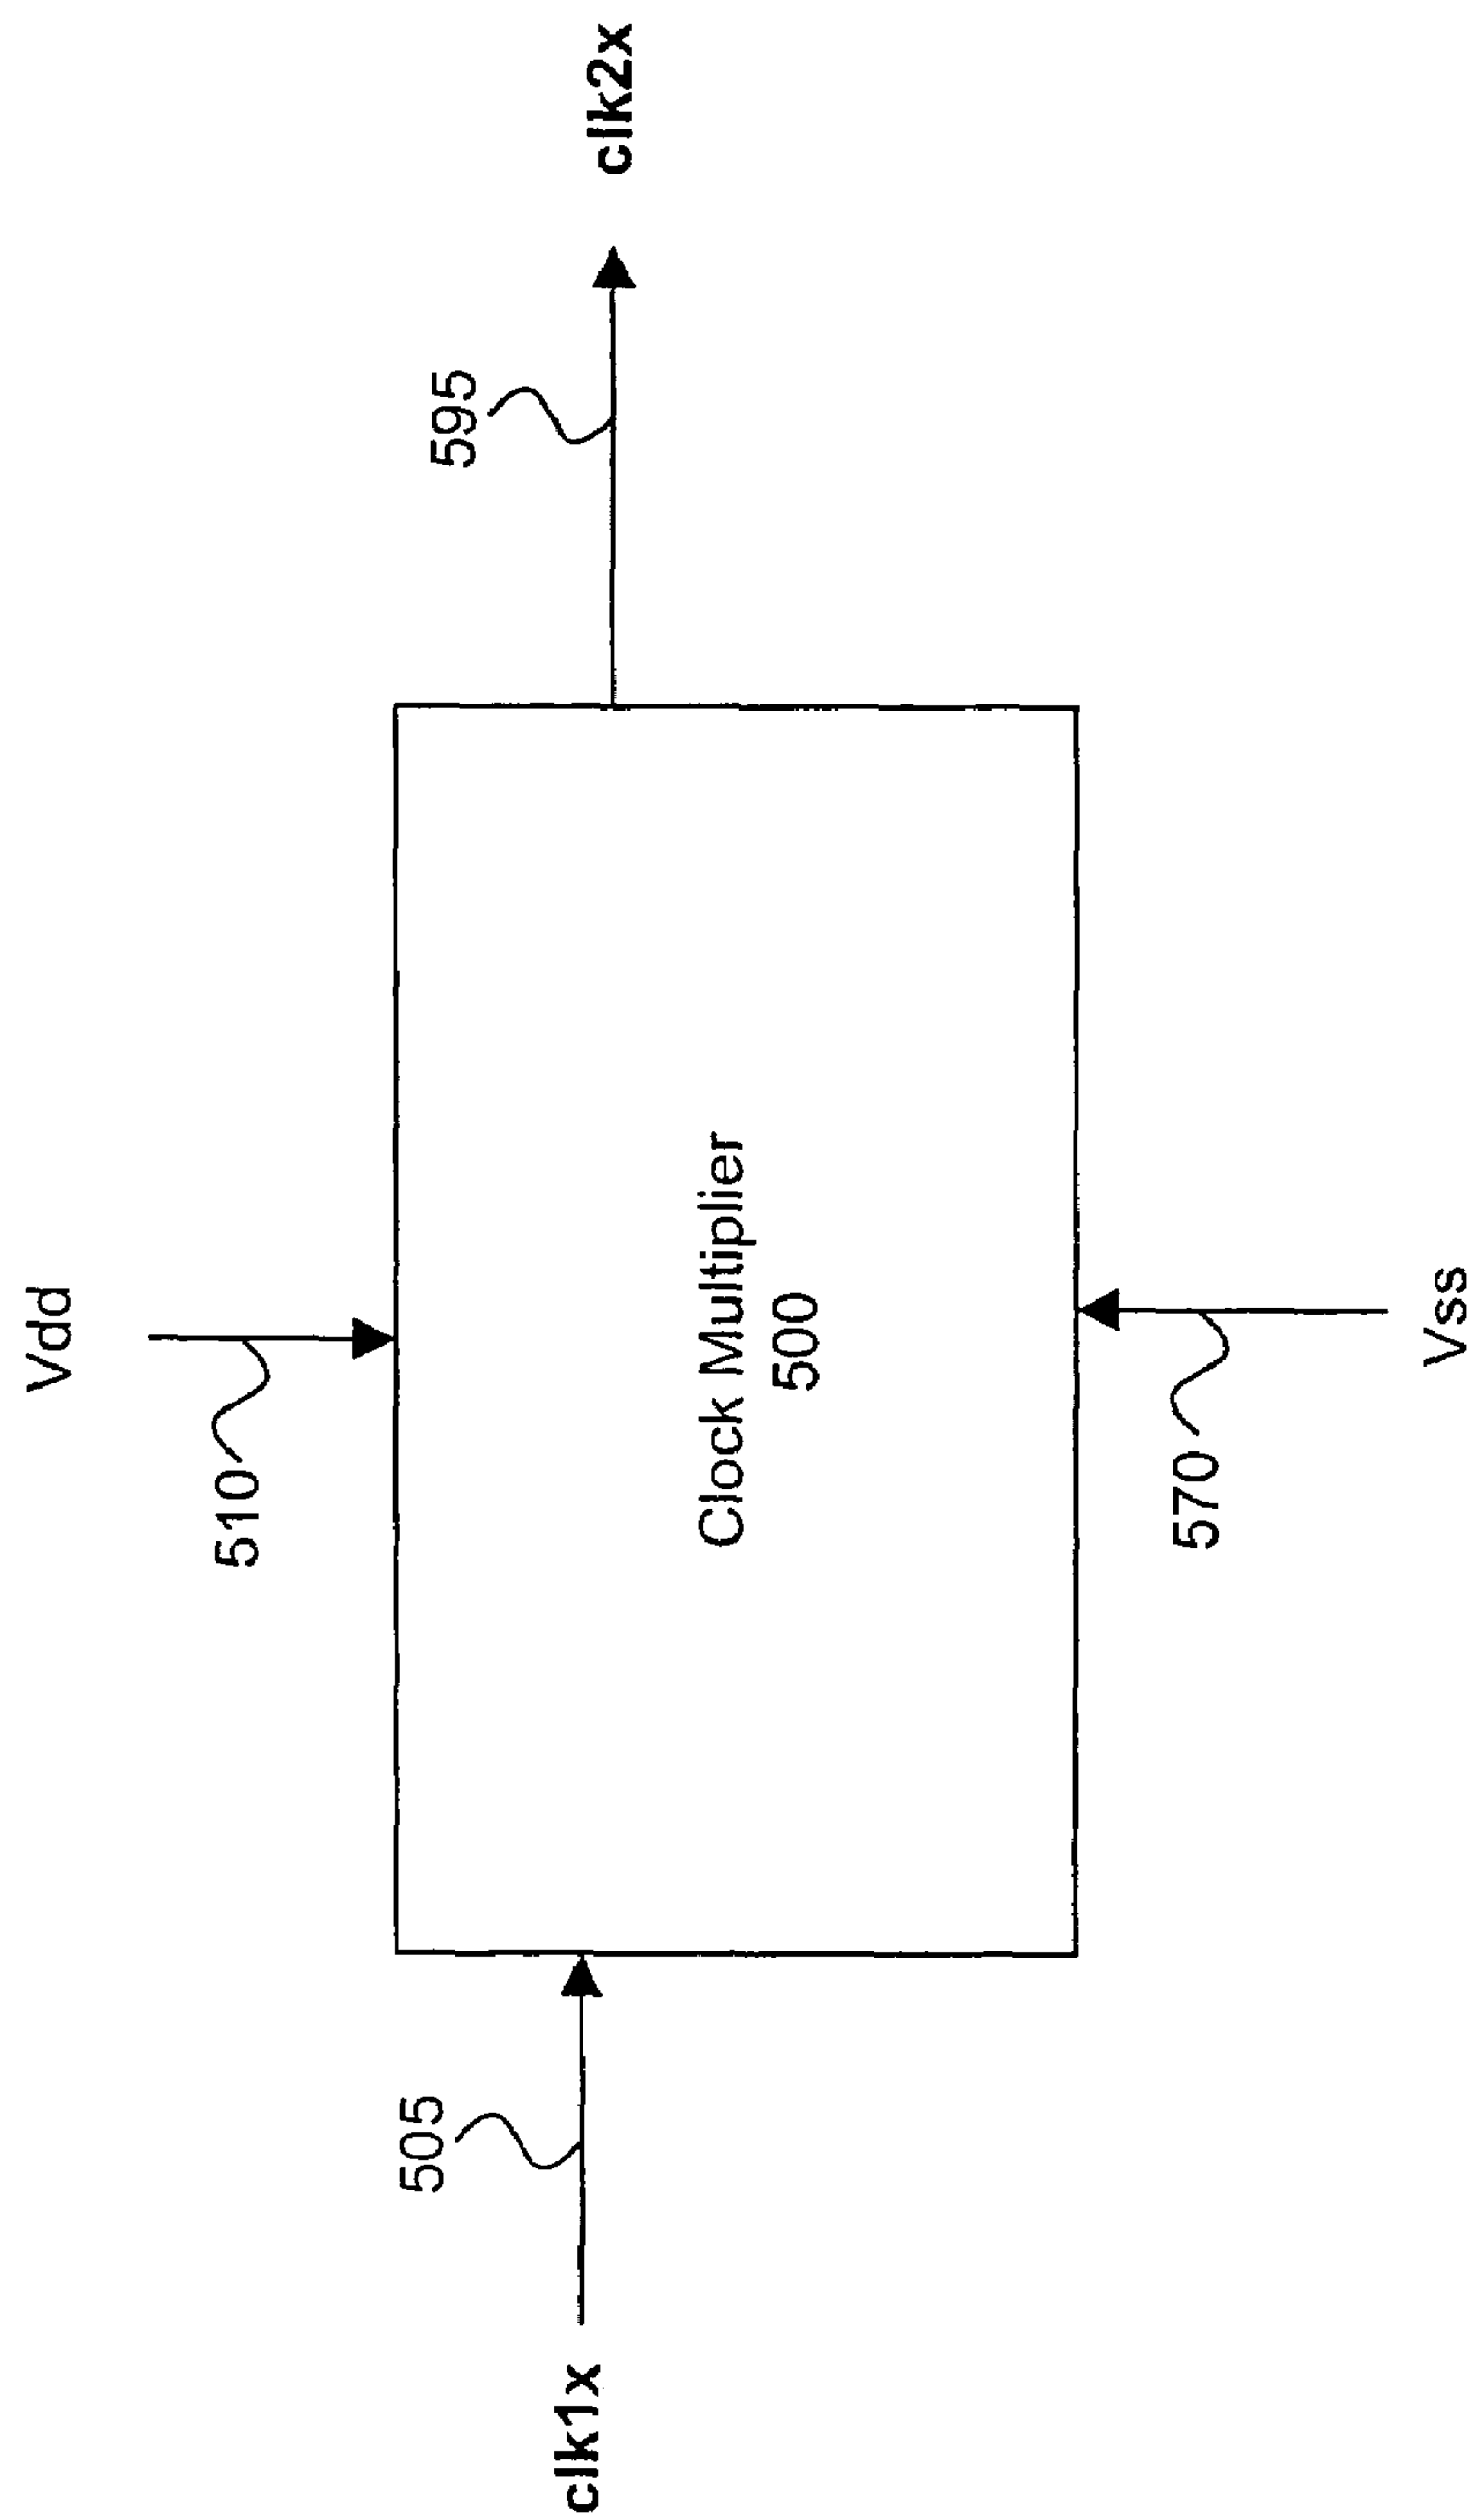 Vdd
510
595
505
clk1x
clk2x
Clock Multiplier
500
570
Vss